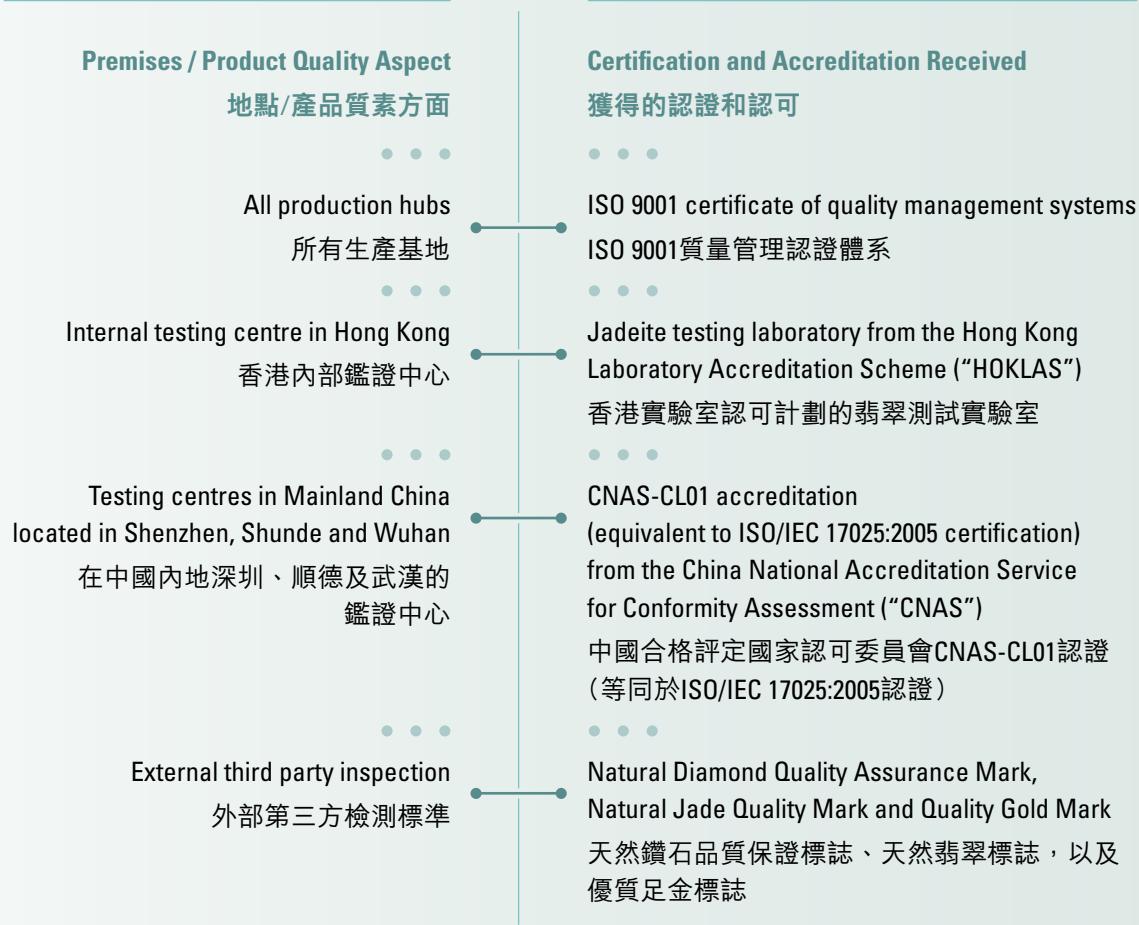 Premises / Product Quality Aspect
地點/產品質素方面
Certification and Accreditation Received
獲得的認證和認可
All production hubs
所有生產基地
ISO 9001 certificate of quality management systems
ISO 9001質量管理認證體系
Internal testing centre in Hong Kong
香港內部鑑證中心
Jadeite testing laboratory from the Hong Kong
Laboratory Accreditation Scheme (“HOKLAS”)
香港實驗室認可計劃的翡翠測試實驗室
Testing centres in Mainland China
located in Shenzhen, Shunde and Wuhan
在中國內地深圳、順德及武漢的
鑑證中心
CNAS-CL01 accreditation
(equivalent to ISO/IEC 17025:2005 certification)
from the China National Accreditation Service
for Conformity Assessment (“CNAS”)
中國合格評定國家認可委員會CNAS-CL01認證
（等同於ISO/IEC 17025:2005認證）
External third party inspection
外部第三方檢測標準
Natural Diamond Quality Assurance Mark,
Natural Jade Quality Mark and Quality Gold Mark
天然鑽石品質保證標誌、天然翡翠標誌，以及
優質足金標誌